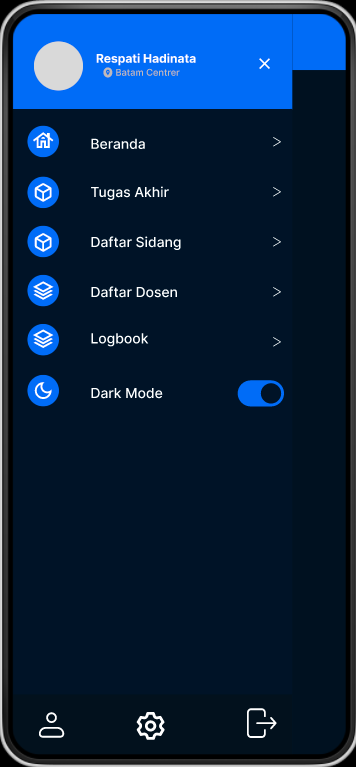 Respati Hadinata
Batam Centrer
Beranda
Tugas Akhir
Daftar Sidang
Daftar Dosen
Logbook
Dark Mode